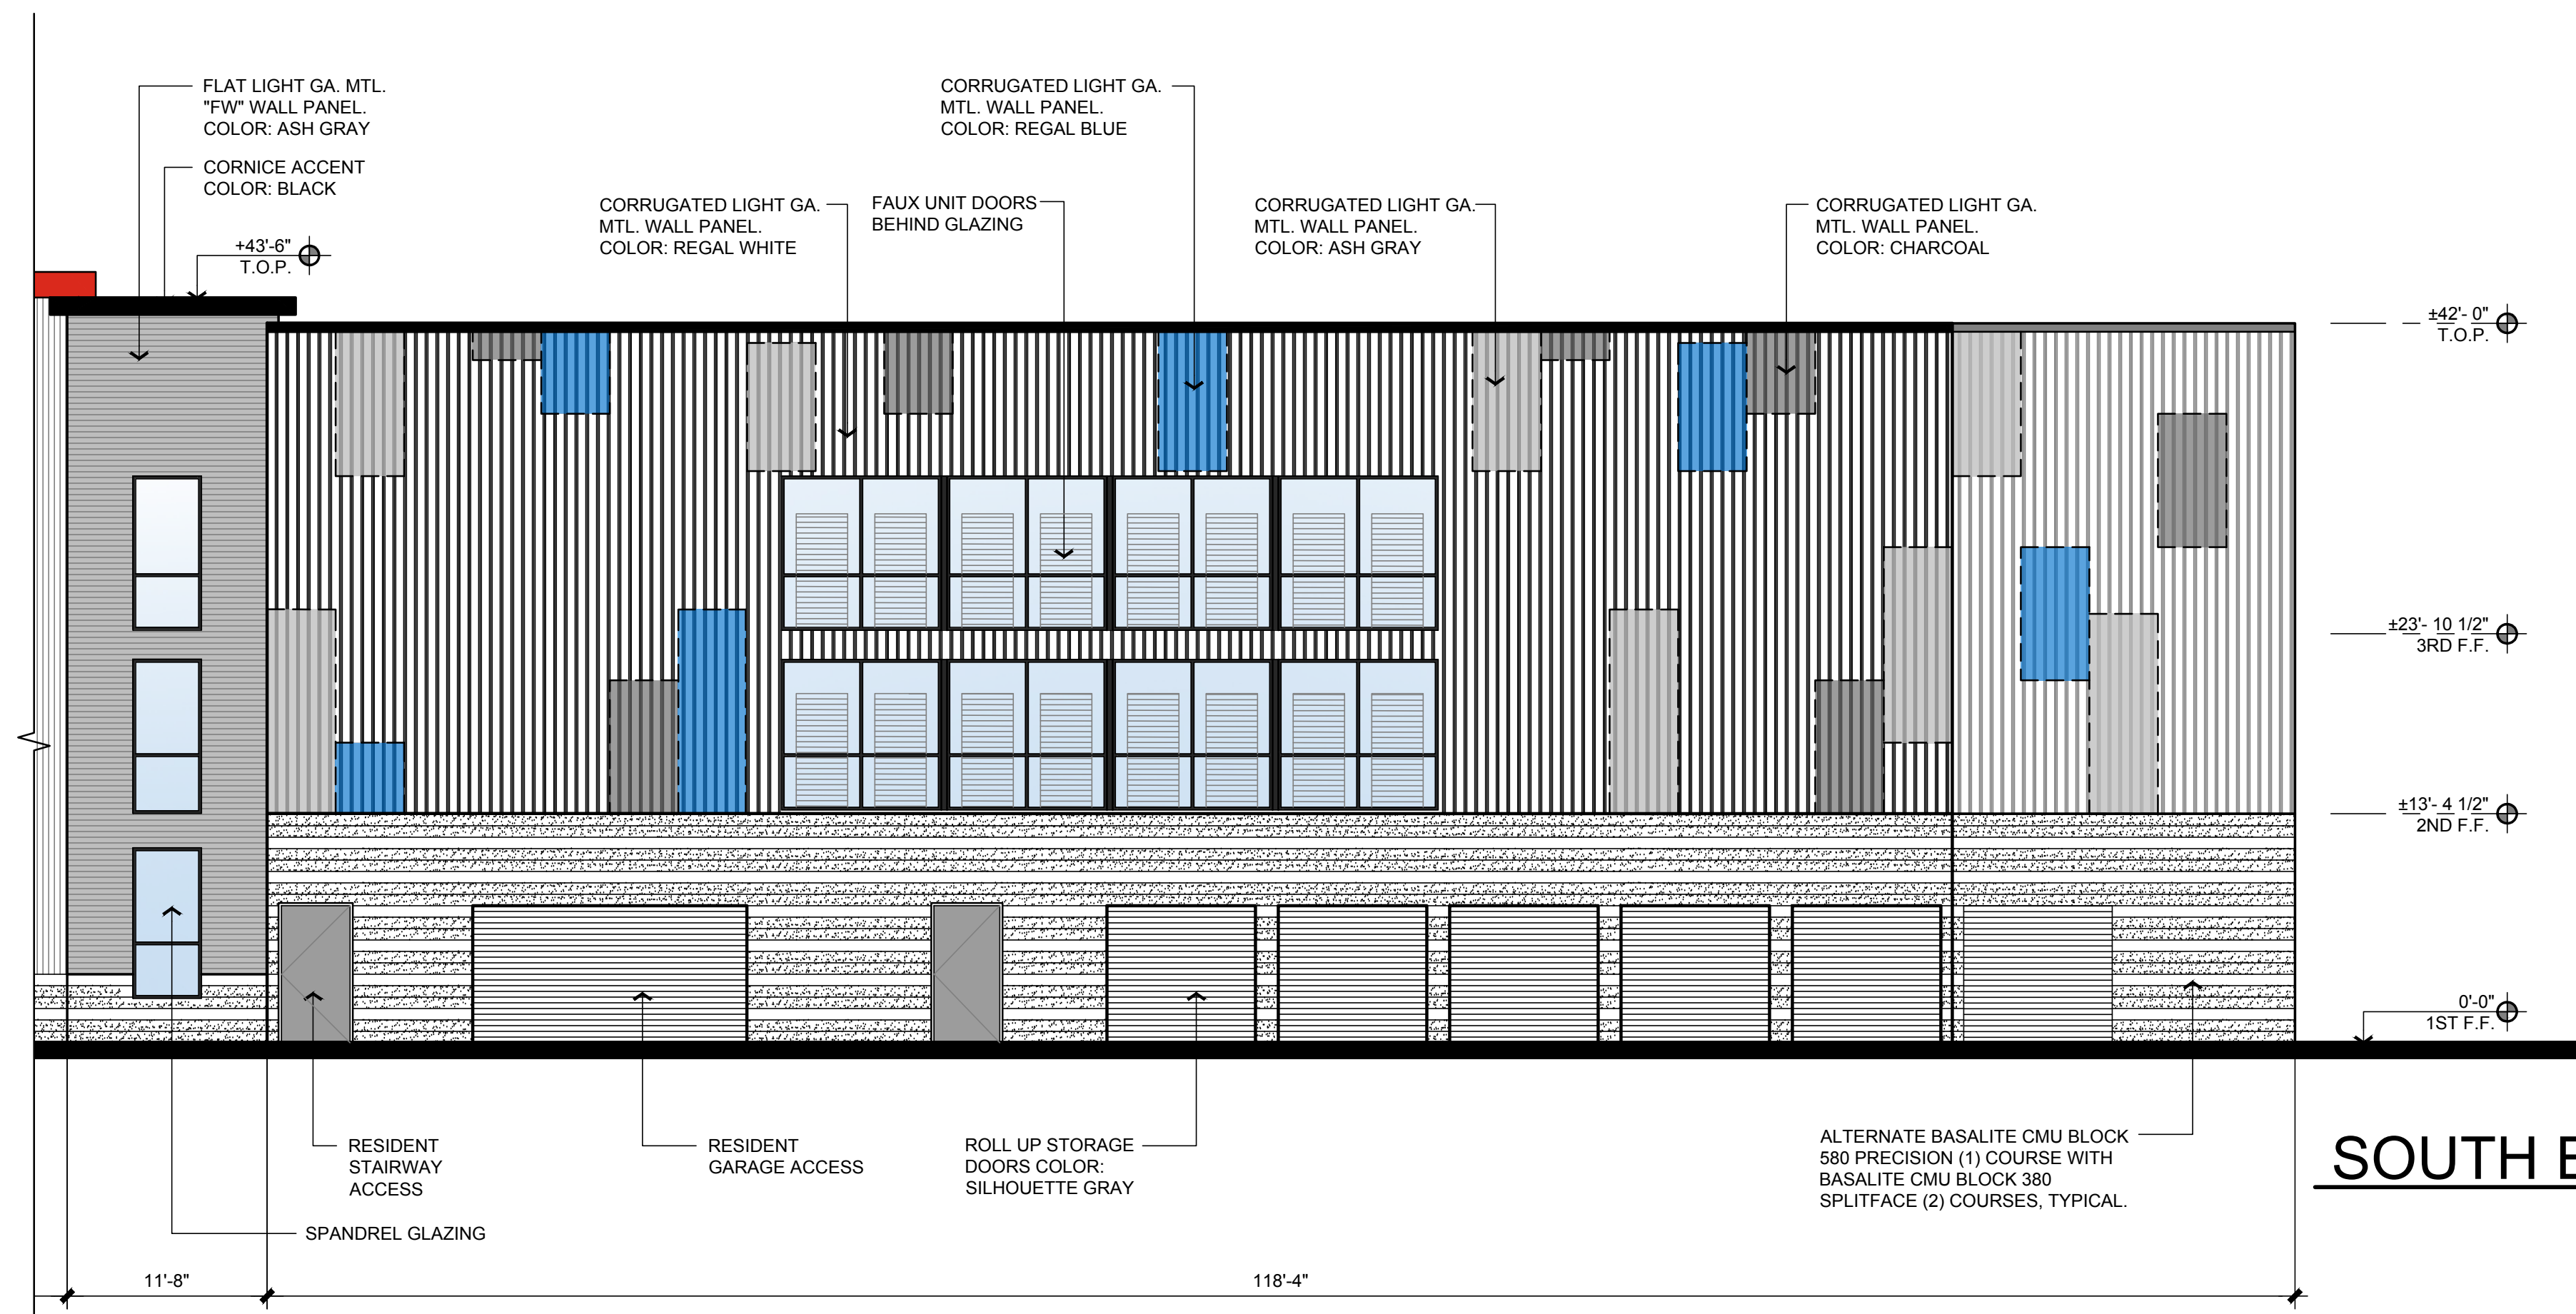 FLAT LIGHT GA. MTL.
"FW" WALL PANEL.
COLOR: ASH GRAY
CORNICE ACCENT
COLOR: BLACK
+43'-6"
T.O.P.
CORRUGATED LIGHT GA.
MTL. WALL PANEL.
COLOR: REGAL WHITE
FAUX UNIT DOORS
BEHIND GLAZING
CORRUGATED LIGHT GA.
MTL. WALL PANEL.
COLOR: REGAL BLUE
CORRUGATED LIGHT GA.
MTL. WALL PANEL.
COLOR: ASH GRAY
CORRUGATED LIGHT GA.
MTL. WALL PANEL.
COLOR: CHARCOAL
±42'- 0"
T.O.P.
±23'- 10 1/2"
3RD F.F.
±13'- 4 1/2"
2ND F.F.
0'-0"
1ST F.F.
RESIDENT
STAIRWAY
ACCESS
SPANDREL GLAZING
RESIDENT
GARAGE ACCESS
ROLL UP STORAGE
DOORS COLOR:
SILHOUETTE GRAY
ALTERNATE BASALITE CMU BLOCK
580 PRECISION (1) COURSE WITH
BASALITE CMU BLOCK 380
SPLITFACE (2) COURSES, TYPICAL.
SOUTH E
11'-8"
118'-4"